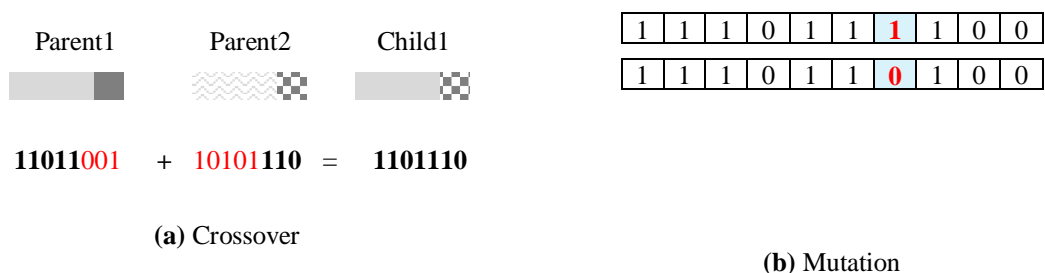 Parent1 Parent2 Child1
11011001 + 10101110 = 1101110
(a) Crossover
1 1 1 0 1 1 1 1 0 0
1 1 1 0 1 1 0 1 0 0
(b) Mutation